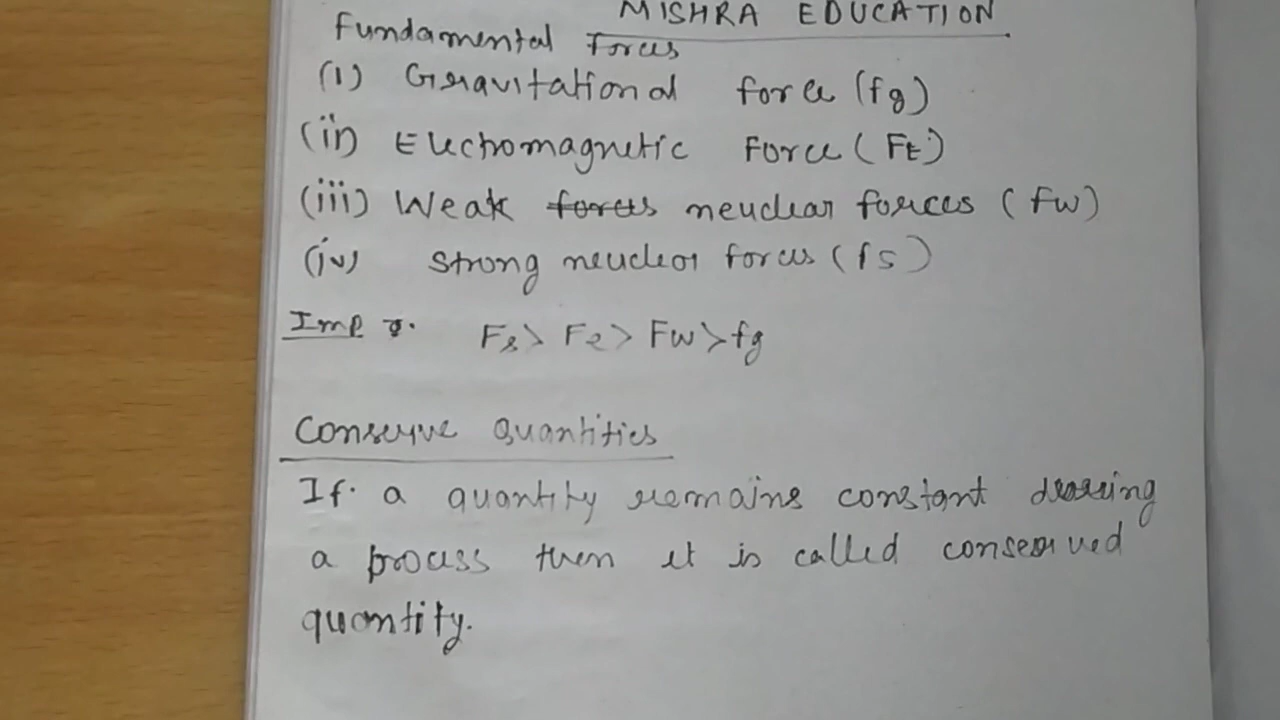 MISHRA EDUCATION
Fundamental Forces
(i) Gravitational force (fg)
(ii) Electromagnetic Force (FE)
(iii) Weak forces neuclear forces (fw)
(iv) Strong neuclear forces (fs)
Imp. Fs > Fe > Fw > fg
Conserve Quantities
If a quantity remains constant during
a process then it is called conserved
quantity.